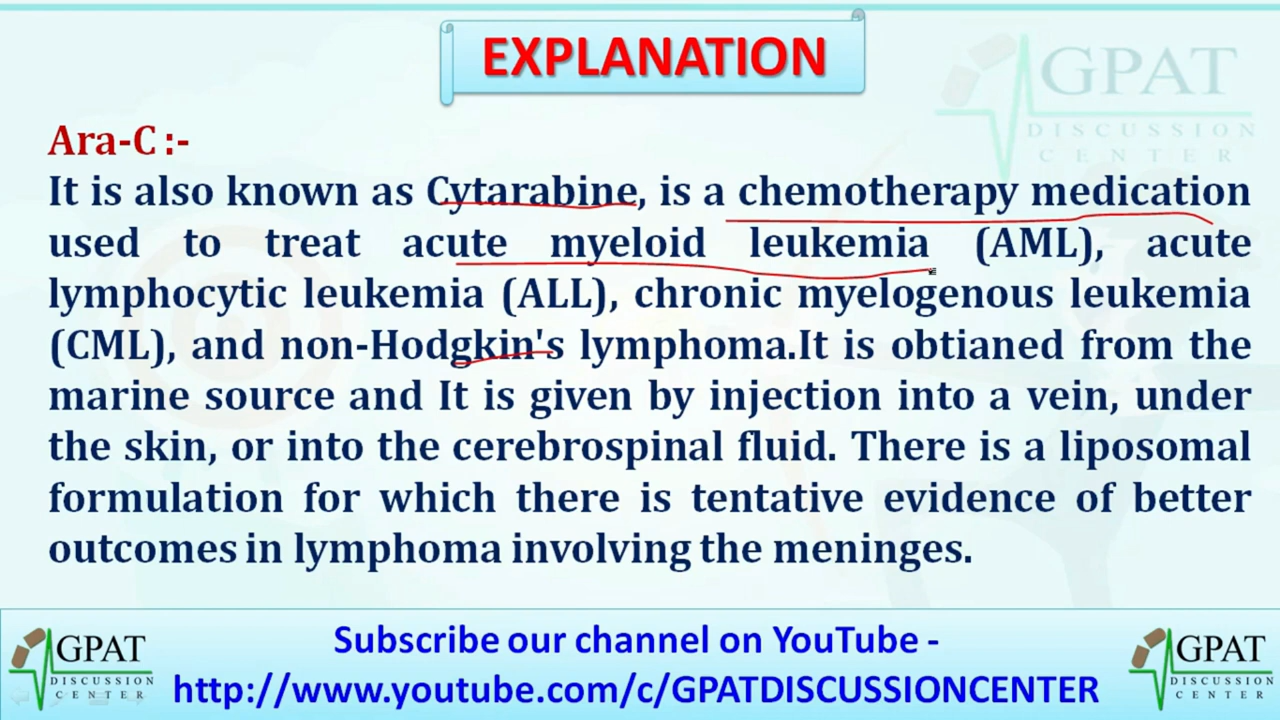 EXPLANATION
GPAT
DISCUSSION
CENTER
Ara-C :-
It is also known as Cytarabine, is a chemotherapy medication
used to treat acute myeloid leukemia (AML), acute
lymphocytic leukemia (ALL), chronic myelogenous leukemia
(CML), and non-Hodgkin's lymphoma.It is obtianed from the
marine source and It is given by injection into a vein, under
the skin, or into the cerebrospinal fluid. There is a liposomal
formulation for which there is tentative evidence of better
outcomes in lymphoma involving the meninges.
GPAT
DISCUSSION
CENTER
Subscribe our channel on YouTube -
http://www.youtube.com/c/GPATDISCUSSIONCENTER
GPAT
DISCUSSION
CENTER